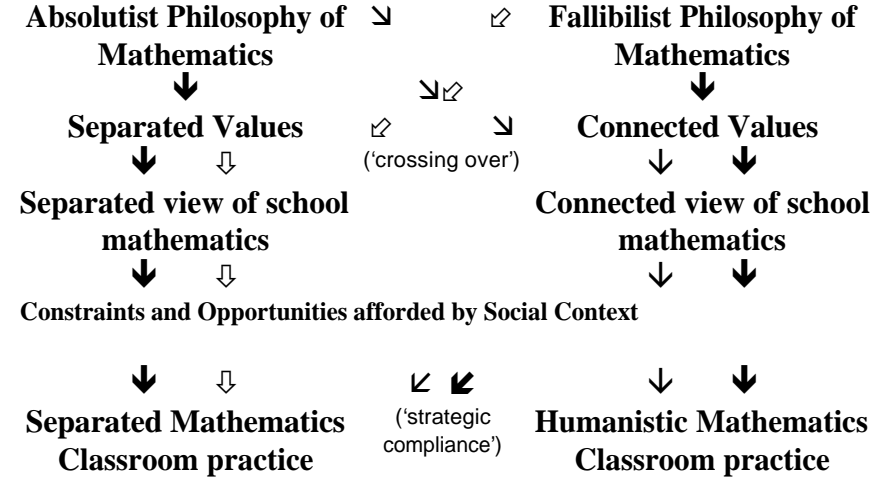 Absolutist Philosophy of Mathematics
Fallibilist Philosophy of Mathematics
Separated Values
('crossing over')
Connected Values
Separated view of school mathematics
Connected view of school mathematics
Constraints and Opportunities afforded by Social Context
Separated Mathematics Classroom practice
('strategic compliance')
Humanistic Mathematics Classroom practice